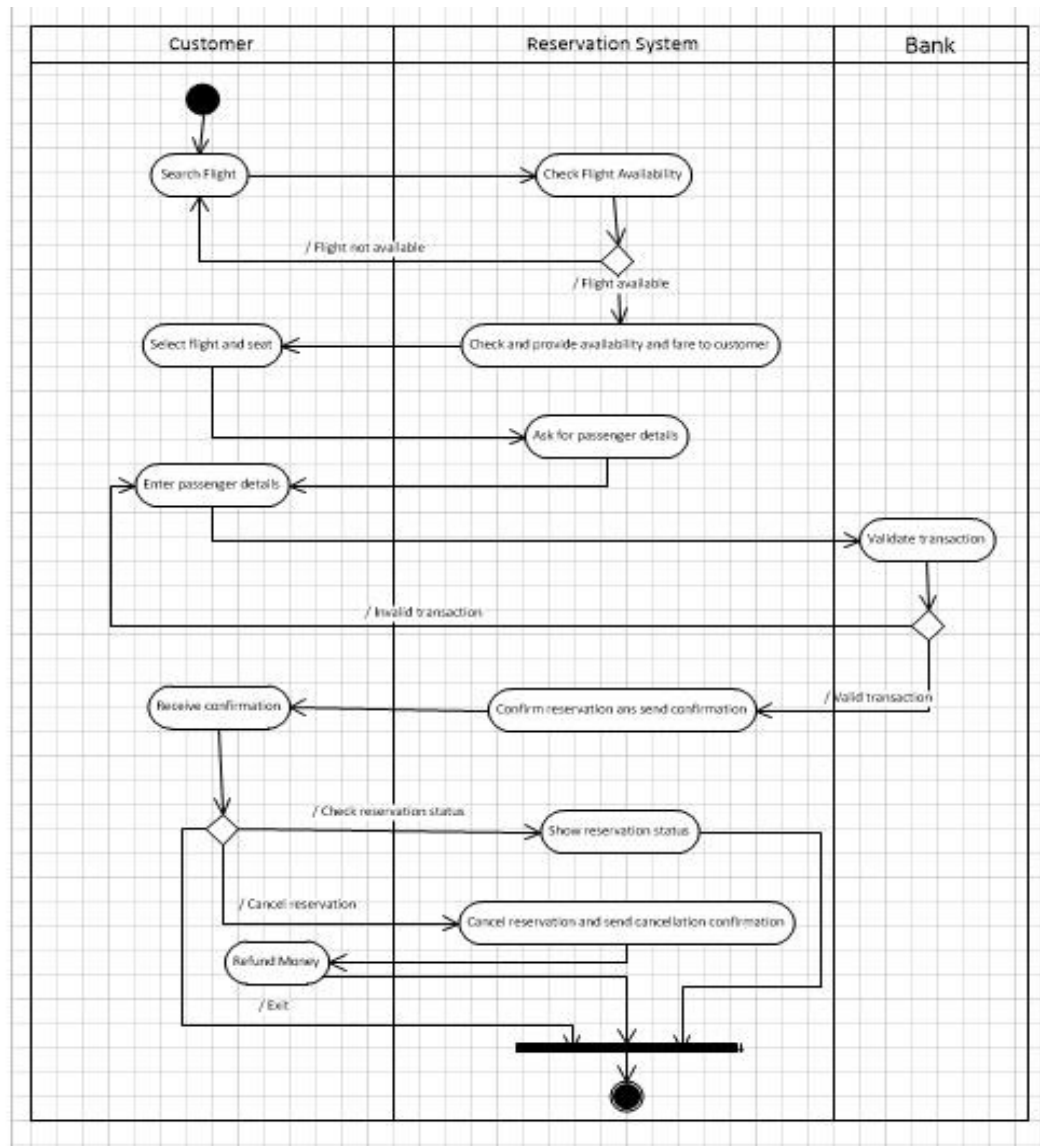 Customer
Reservation System
Bank
Search Flight
Check Flight Availability
/ Flight not available
/ Flight available
Select flight and seat
Check and provide availability and fare to customer
Ask for passenger details
Enter passenger details
Validate transaction
/ Invalid transaction
/ Valid transaction
Receive confirmation
Confirm reservation ans send confirmation
/ Check reservation status
Show reservation status
/ Cancel reservation
Cancel reservation and send cancellation confirmation
Refund Money
/ Exit